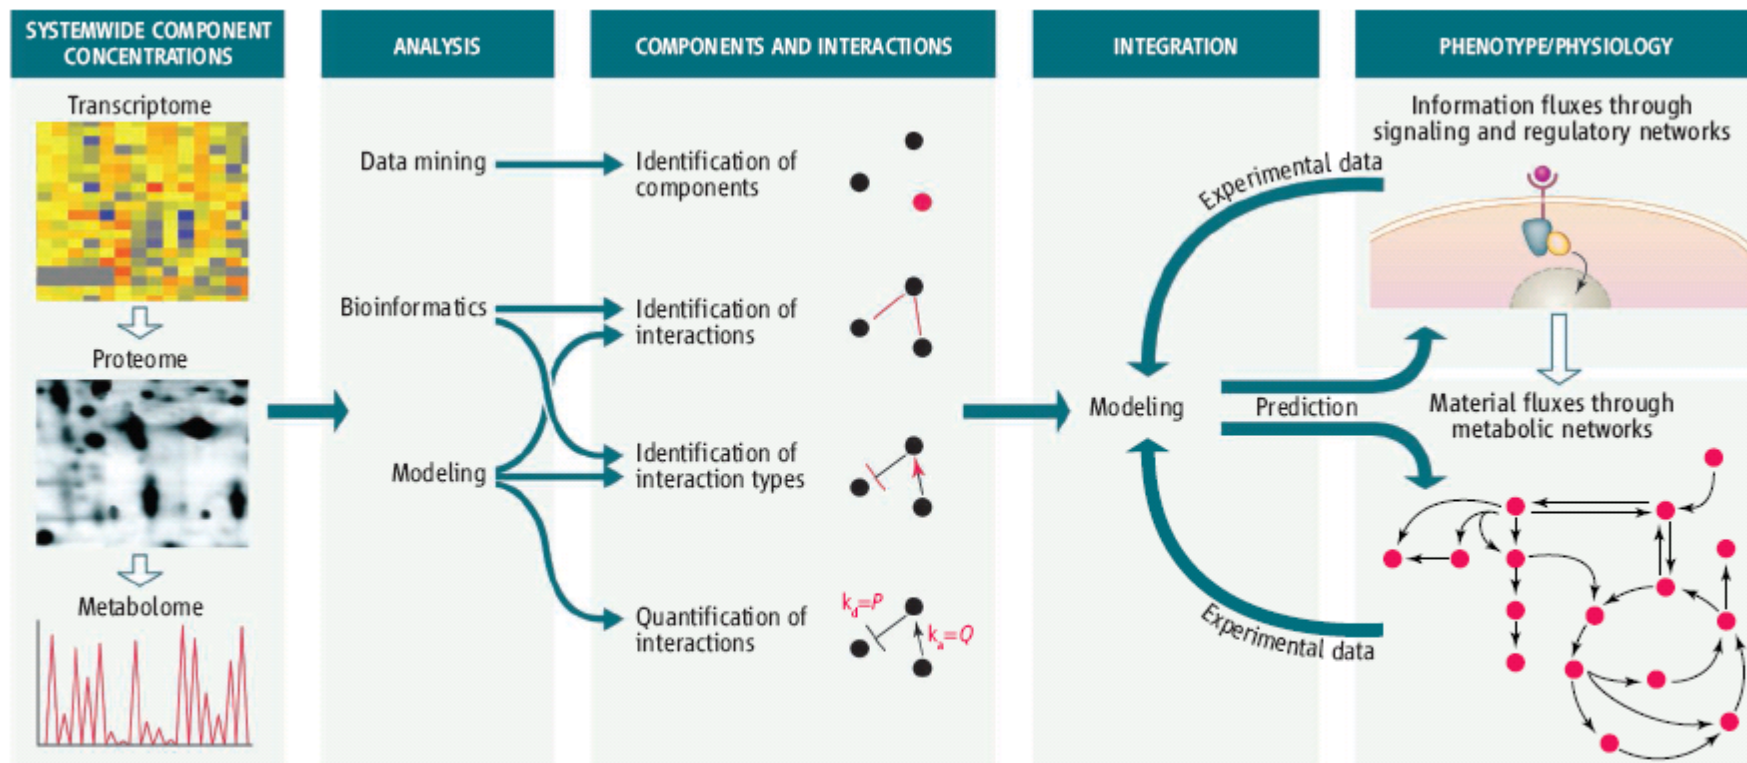 SYSTEMWIDE COMPONENT
CONCENTRATIONS
Transcriptome
Proteome
Metabolome
ANALYSIS
Data mining
Bioinformatics
Modeling
COMPONENTS AND INTERACTIONS
Identification of
components
Identification of
interactions
Identification of
interaction types
Quantification of
interactions
k_d=P
k_a=Q
INTEGRATION
Experimental data
Modeling
Prediction
Experimental data
PHENOTYPE/PHYSIOLOGY
Information fluxes through
signaling and regulatory networks
Material fluxes through
metabolic networks